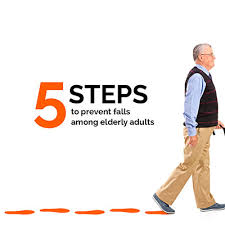 5 STEPS
to prevent falls
among elderly adults